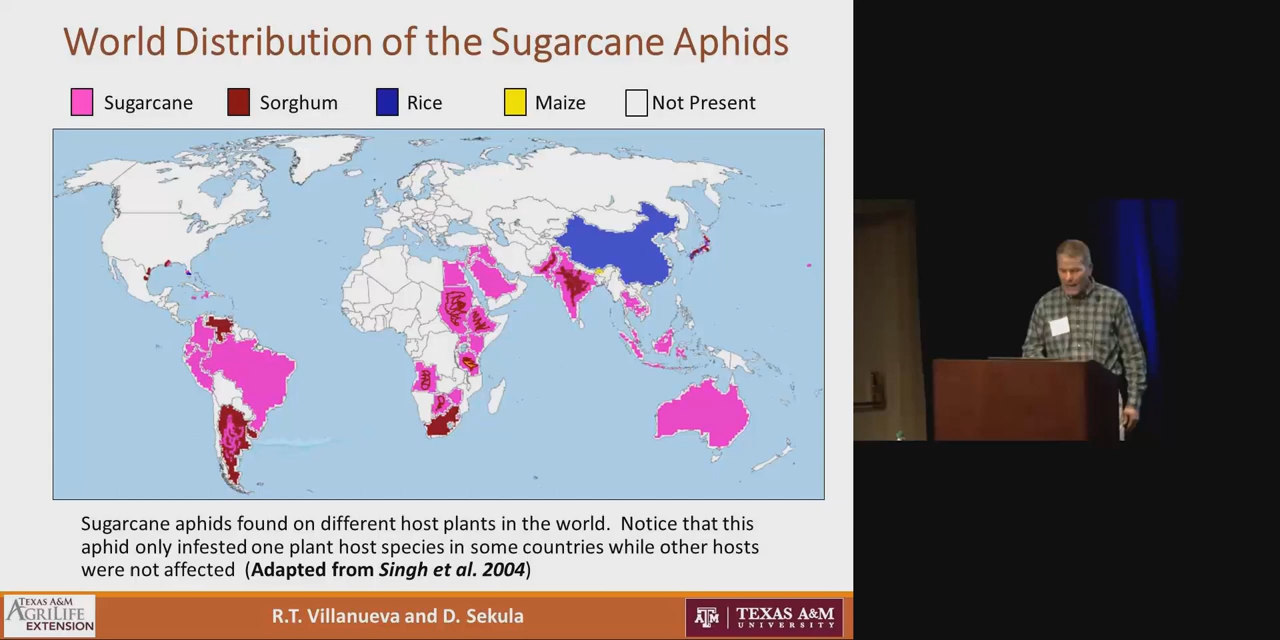 World Distribution of the Sugarcane Aphids
Sugarcane
Sorghum
Rice
Maize
Not Present
Sugarcane aphids found on different host plants in the world. Notice that this
aphid only infested one plant host species in some countries while other hosts
were not affected (Adapted from Singh et al. 2004)
TEXAS A&M
AGRILIFE
EXTENSION
R.T. Villanueva and D. Sekula
ATM
TEXAS A&M
UNIVERSITY